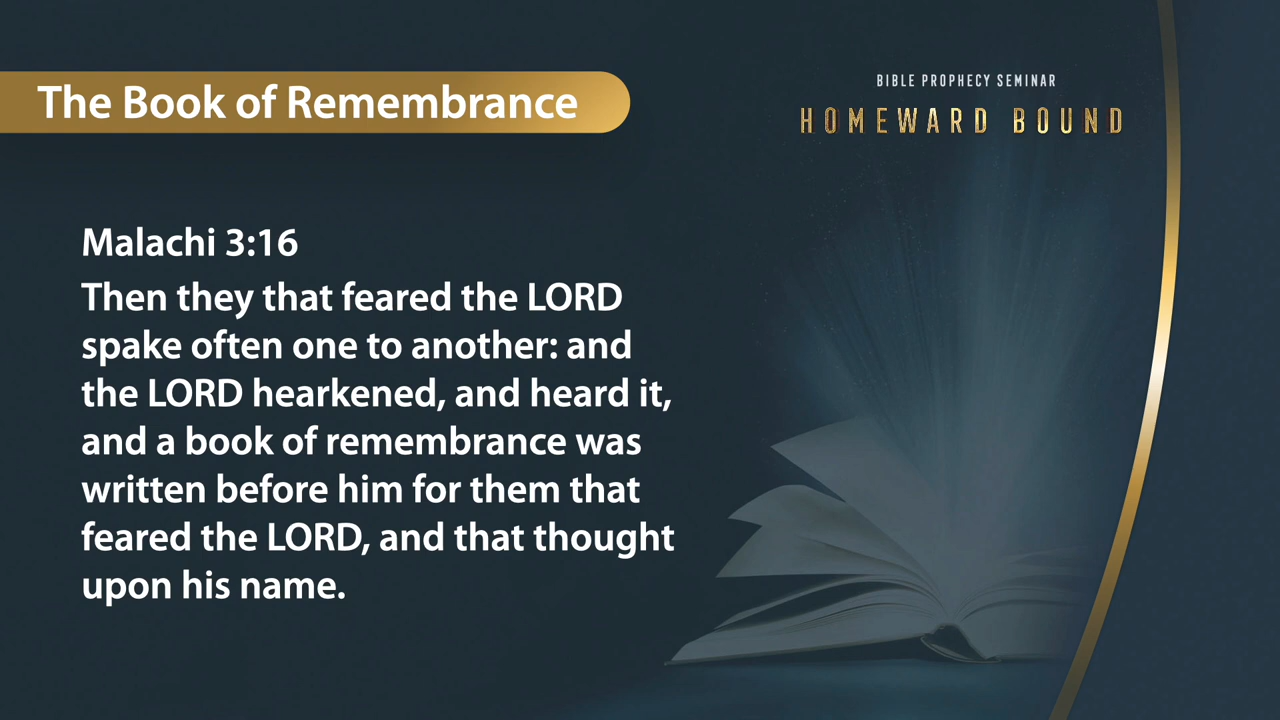 The Book of Remembrance
BIBLE PROPHECY SEMINAR
HOMEWARD BOUND
Malachi 3:16
Then they that feared the LORD
spake often one to another: and
the LORD hearkened, and heard it,
and a book of remembrance was
written before him for them that
feared the LORD, and that thought
upon his name.